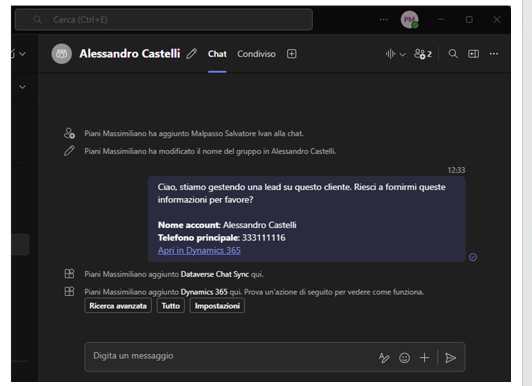 Cerca (Ctrl+E)
PM
Alessandro Castelli Chat Condiviso 2
Piani Massimiliano ha aggiunto Malpasso Salvatore Ivan alla chat.
Piani Massimiliano ha modificato il nome del gruppo in Alessandro Castelli.
12:33
Ciao, stiamo gestendo una lead su questo cliente. Riesci a fornirmi queste
informazioni per favore?
Nome account: Alessandro Castelli
Telefono principale: 333111116
Apri in Dynamics 365
Piani Massimiliano aggiunto Dataverse Chat Sync qui.
Piani Massimiliano aggiunto Dynamics 365 qui. Prova un'azione di seguito per vedere come funziona.
Ricerca avanzata Tutto Impostazioni
Digita un messaggio